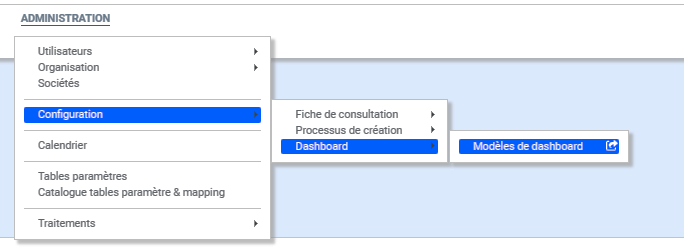 ADMINISTRATION
Utilisateurs
Organisation
Sociétés
Configuration
Fiche de consultation
Processus de création
Dashboard
Modèles de dashboard
Calendrier
Tables paramètres
Catalogue tables paramètre & mapping
Traitements